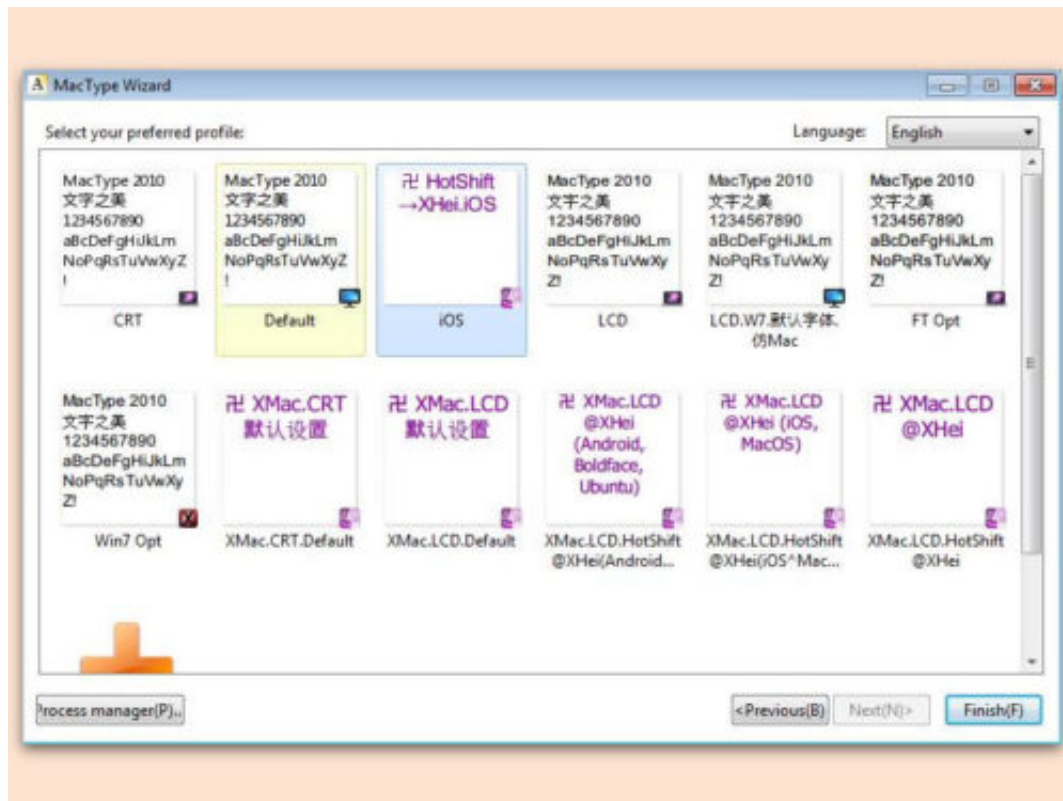 A MacType Wizard
Select your preferred profile:
Language:
English
MacType 2010
文字之美
1234567890
aBcDeFgHiJkLm
NoPqRsTuVwXyZ
!
CRT
MacType 2010
文字之美
1234567890
aBcDeFgHiJkLm
NoPqRsTuVwXyZ
!
Default
卍 HotShift
→XHei.iOS
iOS
MacType 2010
文字之美
1234567890
aBcDeFgHiJkLm
NoPqRsTuVwXy
Z!
LCD
MacType 2010
文字之美
1234567890
aBcDeFgHiJkLm
NoPqRsTuVwXy
Z!
LCD.W7.默认字体.
仿Mac
MacType 2010
文字之美
1234567890
aBcDeFgHiJkLm
NoPqRsTuVwXy
Z!
FT Opt
MacType 2010
文字之美
1234567890
aBcDeFgHiJkLm
NoPqRsTuVwXy
Z!
Win7 Opt
卍 XMac.CRT
默认设置
XMac.CRT.Default
卍 XMac.LCD
默认设置
XMac.LCD.Default
卍 XMac.LCD
@XHei
(Android,
Boldface,
Ubuntu)
XMac.LCD.HotShift
@XHei(Android...
卍 XMac.LCD
@XHei (iOS,
MacOS)
XMac.LCD.HotShift
@XHei(iOS^Mac...
卍 XMac.LCD
@XHei
XMac.LCD.HotShift
@XHei
Process manager(P)..
<Previous(B)
Next(N)>
Finish(F)